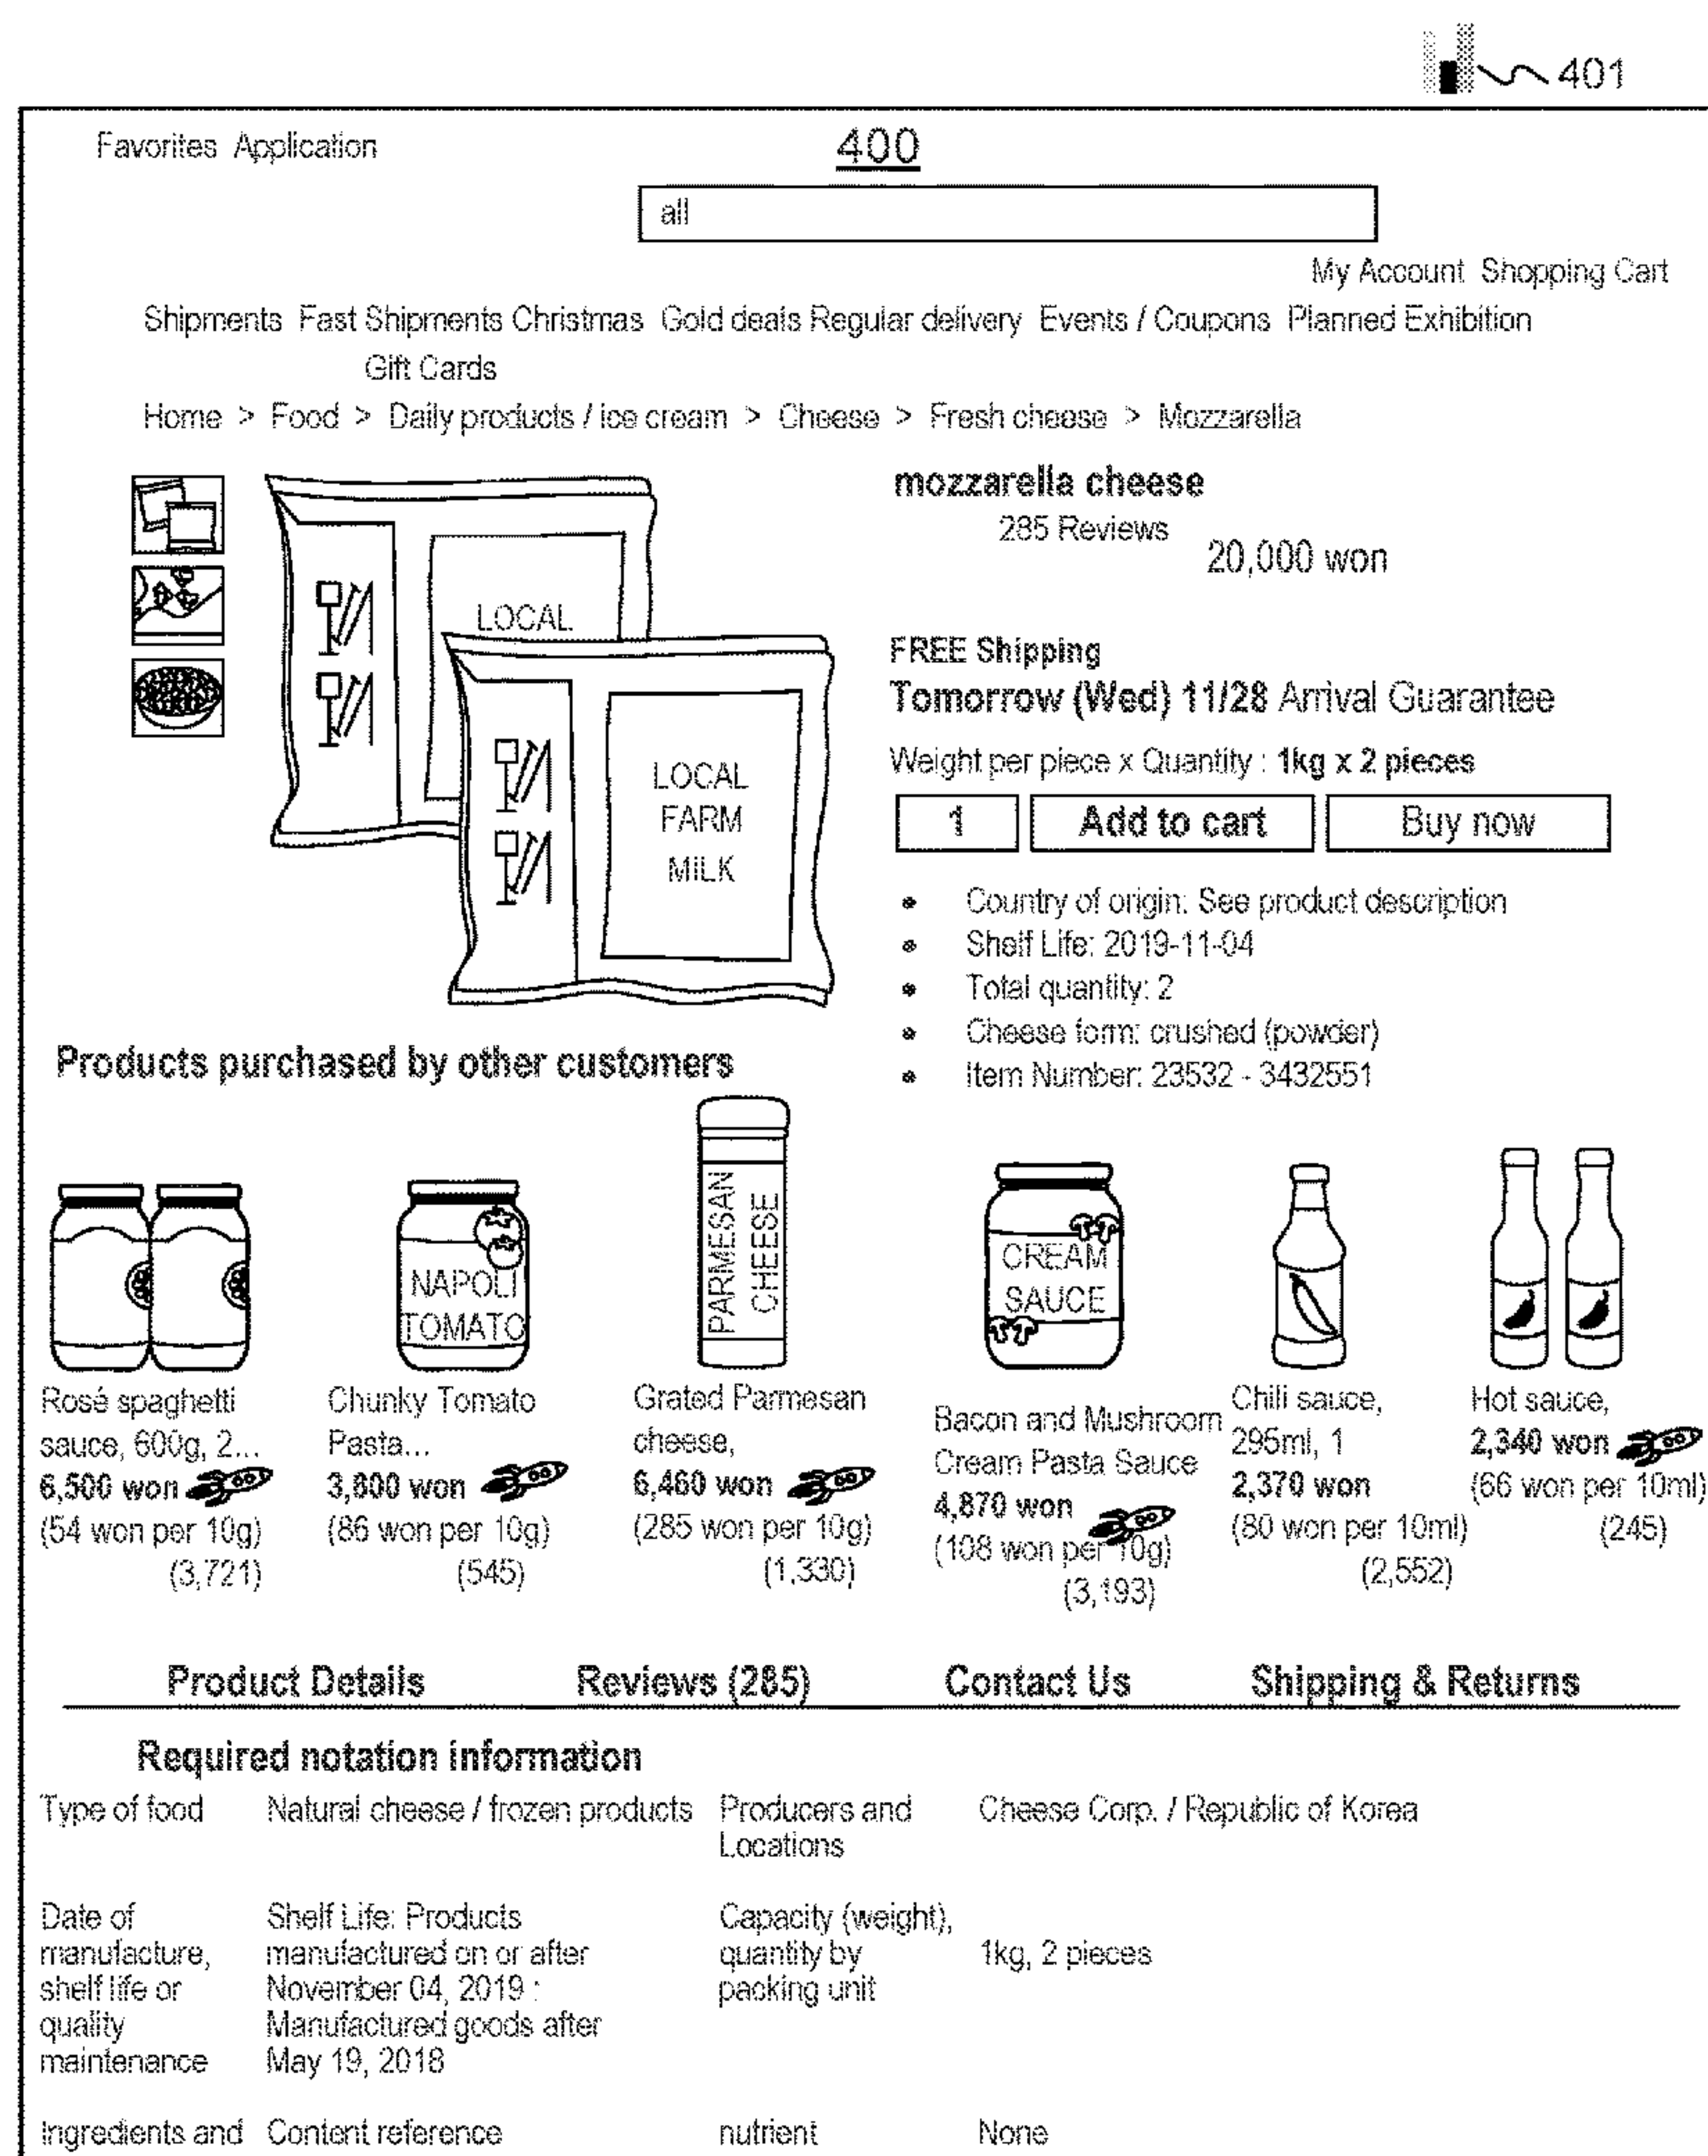 401
Favorites Application
400
all
My Account Shopping Cart
Shipments Fast Shipments Christmas Gold deals Regular delivery Events / Coupons Planned Exhibition
Gift Cards
Home > Food > Daily products / ice cream > Cheese > Fresh cheese > Mozzarella
mozzarella cheese
285 Reviews
20,000 won
LOCAL
LOCAL
FARM
MILK
FREE Shipping
Tomorrow (Wed) 11/28 Arrival Guarantee
Weight per piece x Quantity : 1kg x 2 pieces
1 Add to cart Buy now
• Country of origin: See product description
• Shelf Life: 2019-11-04
• Total quantity: 2
• Cheese form: crushed (powder)
• Item Number: 23532 - 3432551
Products purchased by other customers
NAPOLI
TOMATO
PARMESAN
CHEESE
CREAM
SAUCE
Rosé spaghetti
sauce, 600g, 2...
6,500 won
(54 won per 10g)
(3,721)
Chunky Tomato
Pasta...
3,800 won
(86 won per 10g)
(545)
Grated Parmesan
cheese,
6,460 won
(285 won per 10g)
(1,330)
Bacon and Mushroom
Cream Pasta Sauce
4,870 won
(108 won per 10g)
(3,193)
Chili sauce,
295ml, 1
2,370 won
(80 won per 10ml)
(2,552)
Hot sauce,
2,340 won
(66 won per 10ml)
(245)
Product Details Reviews (285) Contact Us Shipping & Returns
Required notation information
Type of food
Natural cheese / frozen products
Producers and
Locations
Cheese Corp. / Republic of Korea
Date of
manufacture,
shelf life or
quality
maintenance
Shelf Life: Products
manufactured on or after
November 04, 2019 :
Manufactured goods after
May 19, 2018
Capacity (weight),
quantity by
packing unit
1kg, 2 pieces
Ingredients and
Content reference
nutrient
None